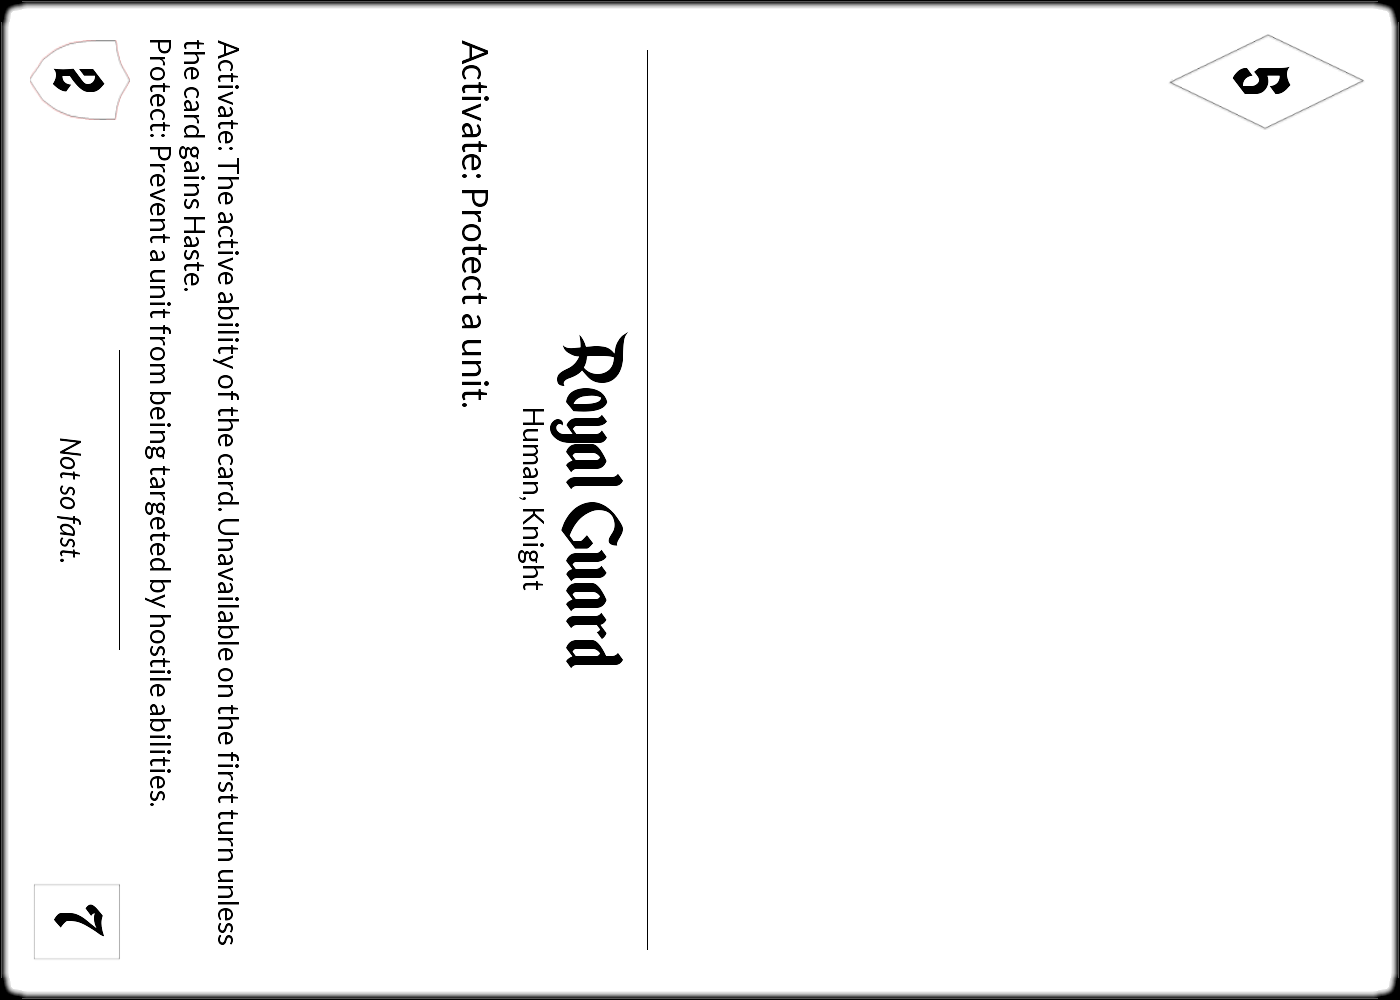 5
Royal Guard
Human, Knight
Activate: Protect a unit.
Activate: The active ability of the card. Unavailable on the first turn unless
the card gains Haste.
Protect: Prevent a unit from being targeted by hostile abilities.
Not so fast.
2
7